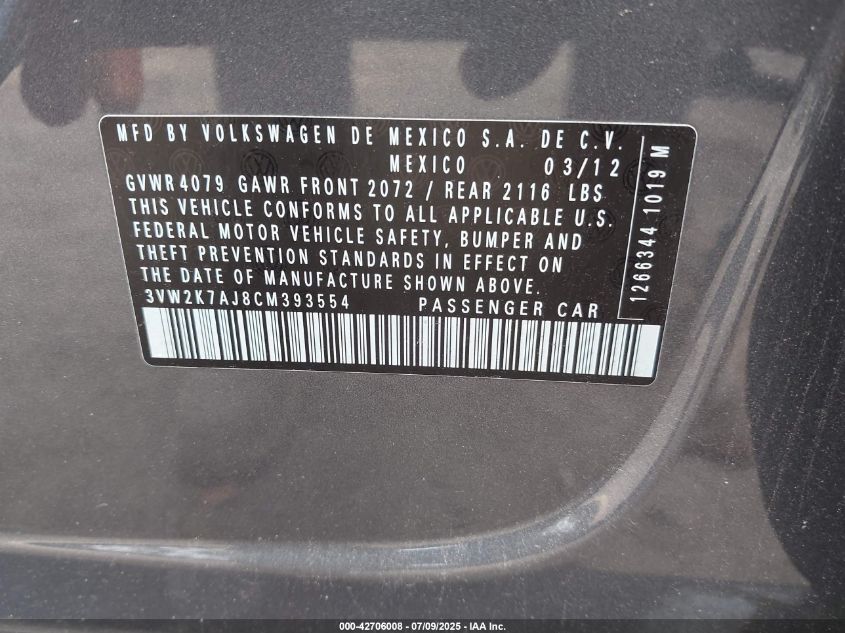 MFD BY VOLKSWAGEN DE MEXICO S.A. DE C.V.
MEXICO 03/12
GVWR 4079 GAWR FRONT 2072 / REAR 2116 LBS
THIS VEHICLE CONFORMS TO ALL APPLICABLE U.S.
FEDERAL MOTOR VEHICLE SAFETY, BUMPER AND
THEFT PREVENTION STANDARDS IN EFFECT ON
THE DATE OF MANUFACTURE SHOWN ABOVE.
3VW2K7AJ8CM393554 PASSENGER CAR
1266344 1019 M
000-42706008 - 07/09/2025 - IAA Inc.